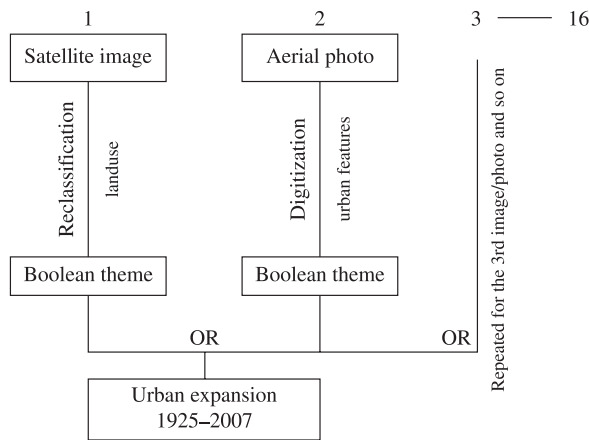 1
2
3 —— 16
Satellite image
Aerial photo
Reclassification
landuse
Digitization
urban features
Repeated for the 3rd image/photo and so on
Boolean theme
Boolean theme
OR
OR
Urban expansion
1925–2007